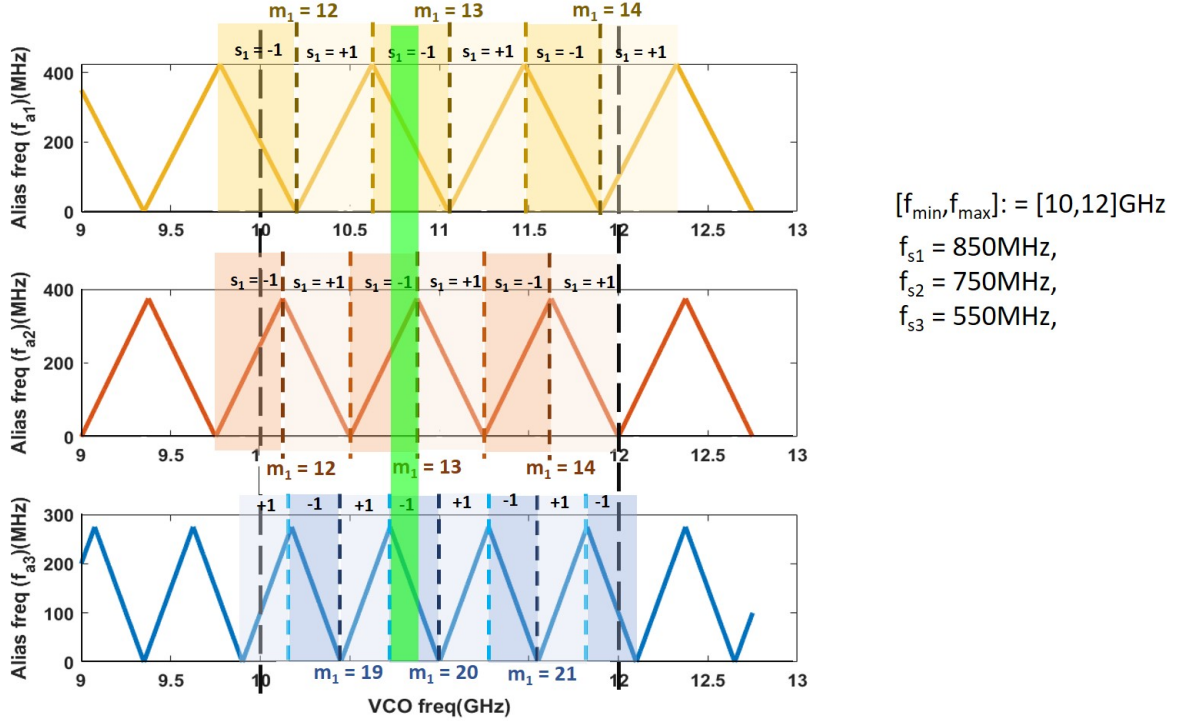 m₁ = 12 m₁ = 13 m₁ = 14
s₁ = -1 s₁ = +1 s₁ = -1 s₁ = +1 s₁ = -1 s₁ = +1
Alias freq (fₐ₁)(MHz)
400
200
0
9 9.5 10 10.5 11 11.5 12 12.5 13
[f_min,f_max]: = [10,12]GHz
f_s1 = 850MHz,
f_s2 = 750MHz,
f_s3 = 550MHz,
s₁ = -1 s₁ = +1 s₁ = -1 s₁ = +1 s₁ = -1 s₁ = +1
Alias freq (fₐ₂)(MHz)
400
200
0
9 9.5 1 10.5 11 11.5 12 12.5 13
m₁ = 12 m₁ = 13 m₁ = 14
+1 -1 +1 -1 +1 -1 +1 -1
Alias freq (fₐ₃)(MHz)
300
200
100
0
9 9.5 10 10.5 11 11.5 12 12.5 13
m₁ = 19 m₁ = 20 m₁ = 21
VCO freq(GHz)